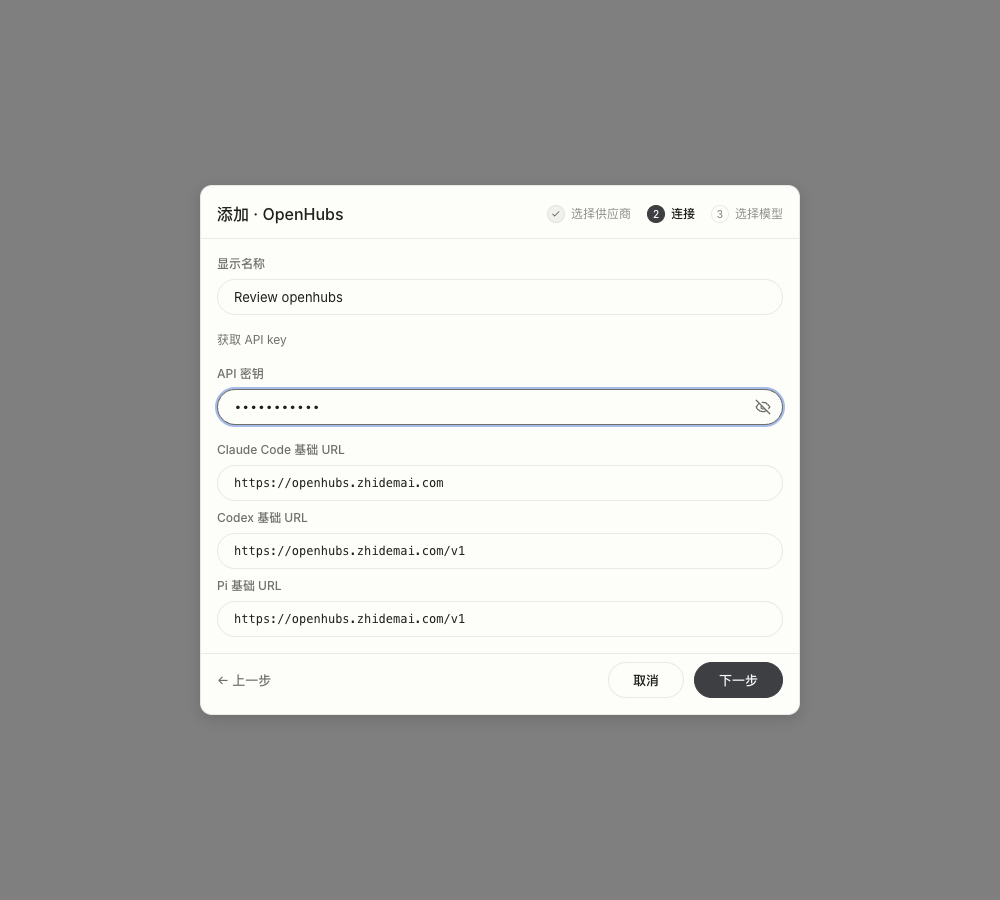 添加 · OpenHubs
选择供应商
2 连接
3 选择模型
显示名称
Review openhubs
获取 API key
API 密钥
•••••••••••
Claude Code 基础 URL
https://openhubs.zhidemai.com
Codex 基础 URL
https://openhubs.zhidemai.com/v1
Pi 基础 URL
https://openhubs.zhidemai.com/v1
← 上一步
取消
下一步